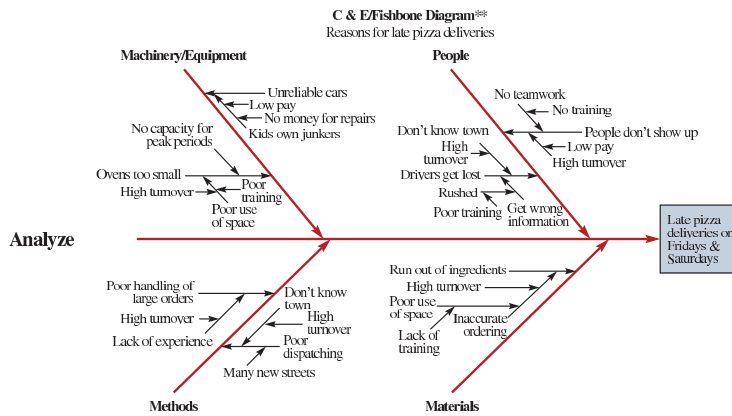 C & E/Fishbone Diagram**
Reasons for late pizza deliveries
Machinery/Equipment
People
Unreliable cars
Low pay
No money for repairs
Kids own junkers
No capacity for
peak periods
Ovens too small
High turnover
Poor
training
Poor use
of space
No teamwork
No training
Don't know town
People don't show up
High
turnover
Low pay
High turnover
Drivers get lost
Rushed
Poor training
Get wrong
information
Analyze
Late pizza
deliveries on
Fridays &
Saturdays
Poor handling of
large orders
High turnover
Lack of experience
Don't know
town
High
turnover
Poor
dispatching
Many new streets
Run out of ingredients
High turnover
Poor use
of space
Inaccurate
ordering
Lack of
training
Methods
Materials